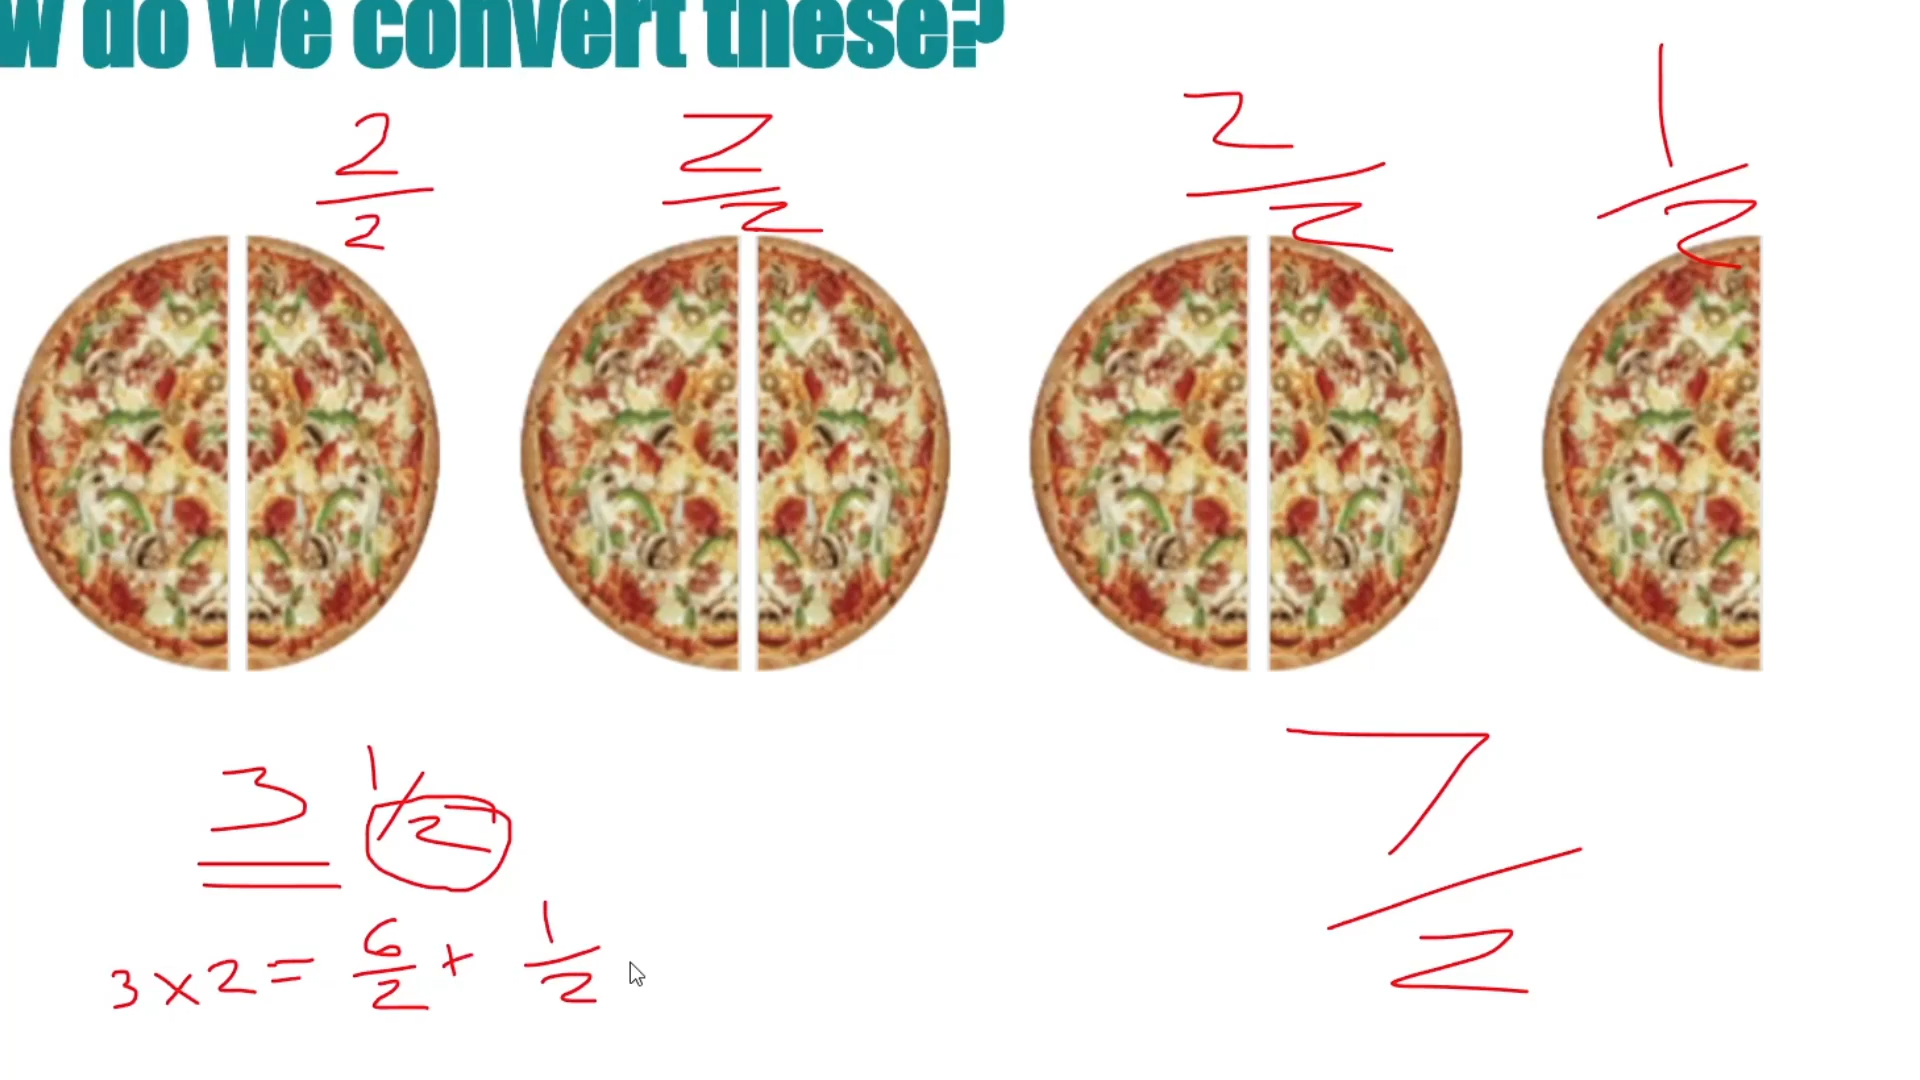 w do we convert these?
2/2 2/2 2/2 1/2
3 1/2
7/2
3 x 2 = 6/2 + 1/2